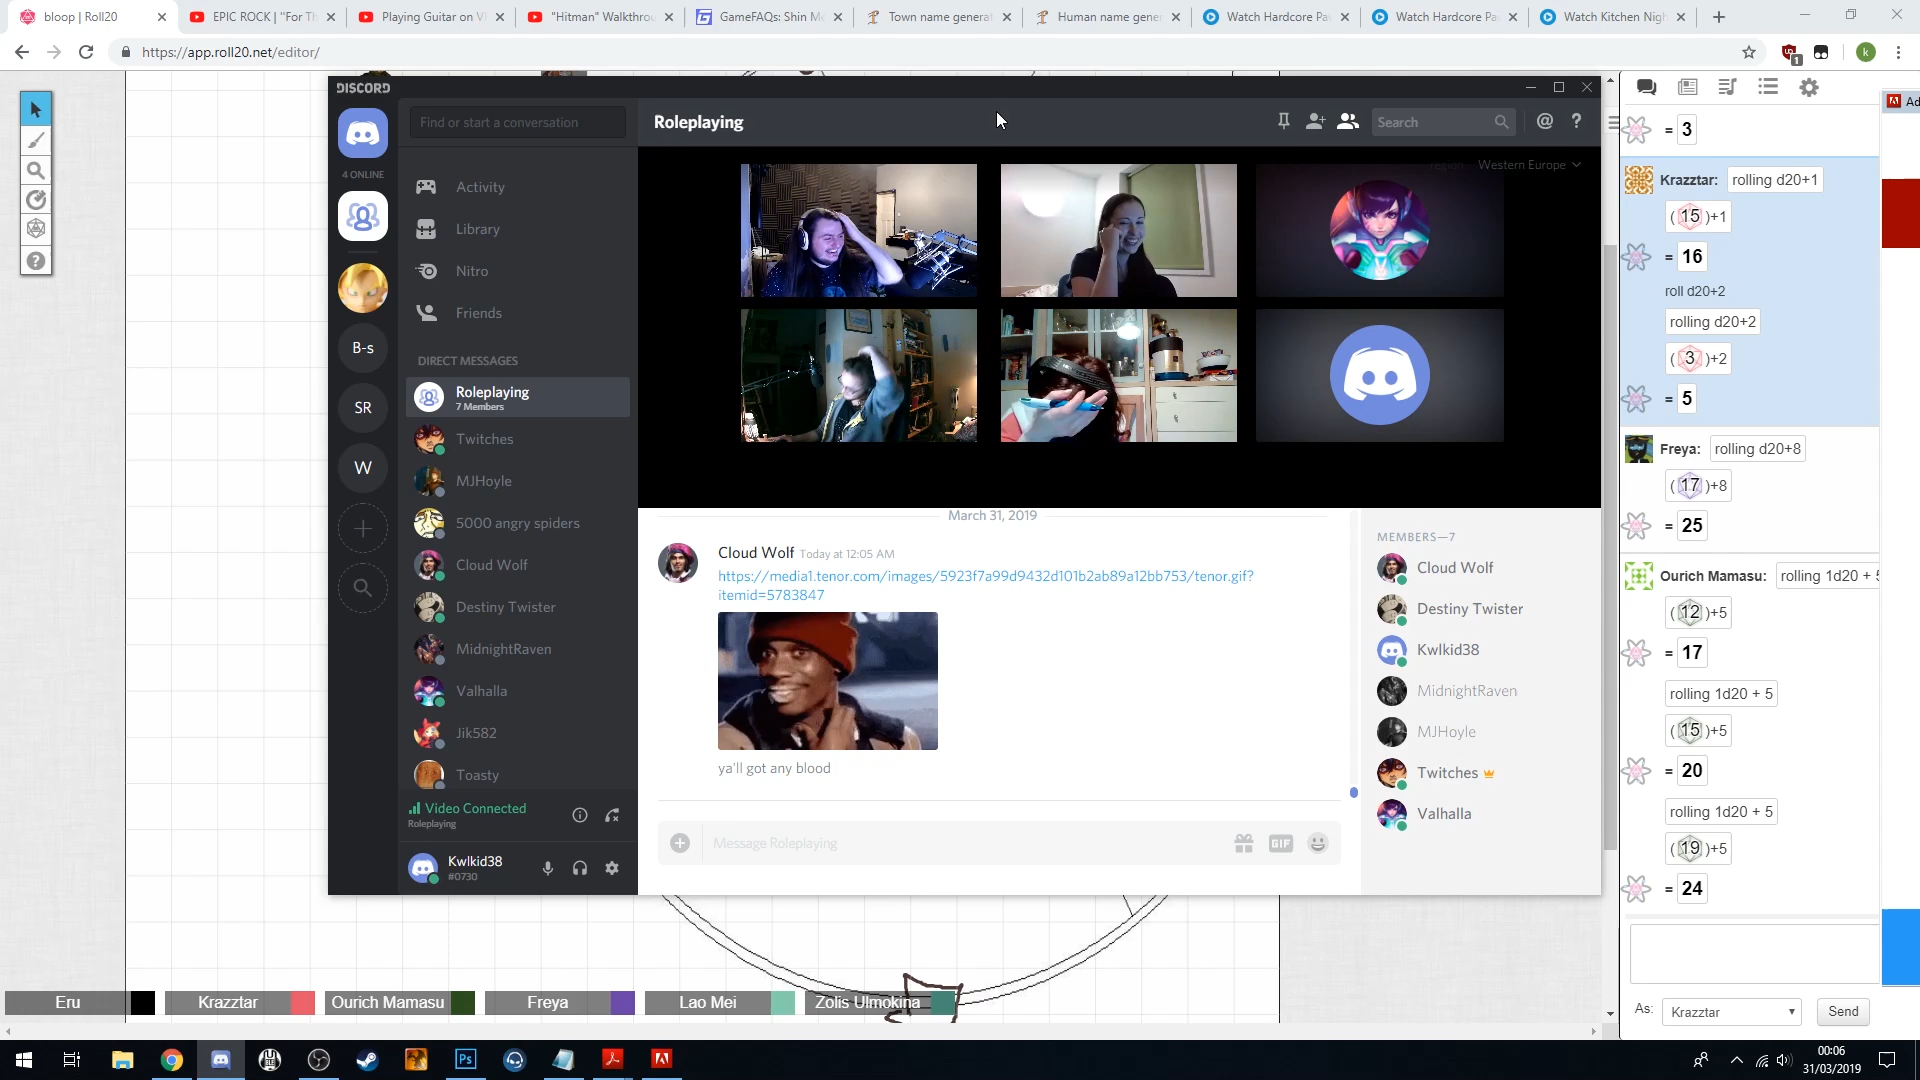 bloop | Roll20
EPIC ROCK | "For Th
Playing Guitar on V
"Hitman" Walkthrou
GameFAQs: Shin M
Town name generat
Human name gene
Watch Hardcore Pa
Watch Hardcore Pa
Watch Kitchen Nigh
https://app.roll20.net/editor/
1
k
DISCORD
Find or start a conversation
Roleplaying
Search
4 ONLINE
B-s
SR
W
Activity
Library
Nitro
Friends
DIRECT MESSAGES
Roleplaying
7 Members
Twitches
MJHoyle
5000 angry spiders
Cloud Wolf
Destiny Twister
MidnightRaven
Valhalla
Jik582
Toasty
Video Connected
Roleplaying
Kwlkid38
#0730
region Western Europe
March 31, 2019
Cloud Wolf Today at 12:05 AM
https://media1.tenor.com/images/5923f7a99d9432d101b2ab89a12bb753/tenor.gif?
itemid=5783847
ya'll got any blood
Message Roleplaying
GIF
MEMBERS—7
Cloud Wolf
Destiny Twister
Kwlkid38
MidnightRaven
MJHoyle
Twitches
Valhalla
= 3
Krazztar: rolling d20+1
(15)+1
= 16
roll d20+2
rolling d20+2
(3)+2
= 5
Freya: rolling d20+8
(17)+8
= 25
Ourich Mamasu: rolling 1d20 + 5
(12)+5
= 17
rolling 1d20 + 5
(15)+5
= 20
rolling 1d20 + 5
(19)+5
= 24
As: Krazztar Send
Ad
Eru
Krazztar
Ourich Mamasu
Freya
Lao Mei
Zolis Ulmokina
Ps
00:06
31/03/2019